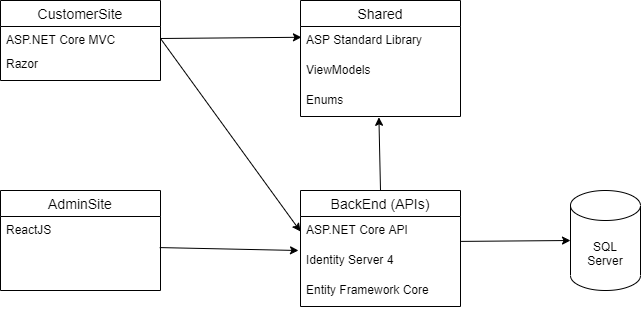 CustomerSite
ASP.NET Core MVC
Razor
Shared
ASP Standard Library
ViewModels
Enums
AdminSite
ReactJS
BackEnd (APIs)
ASP.NET Core API
Identity Server 4
Entity Framework Core
SQL
Server